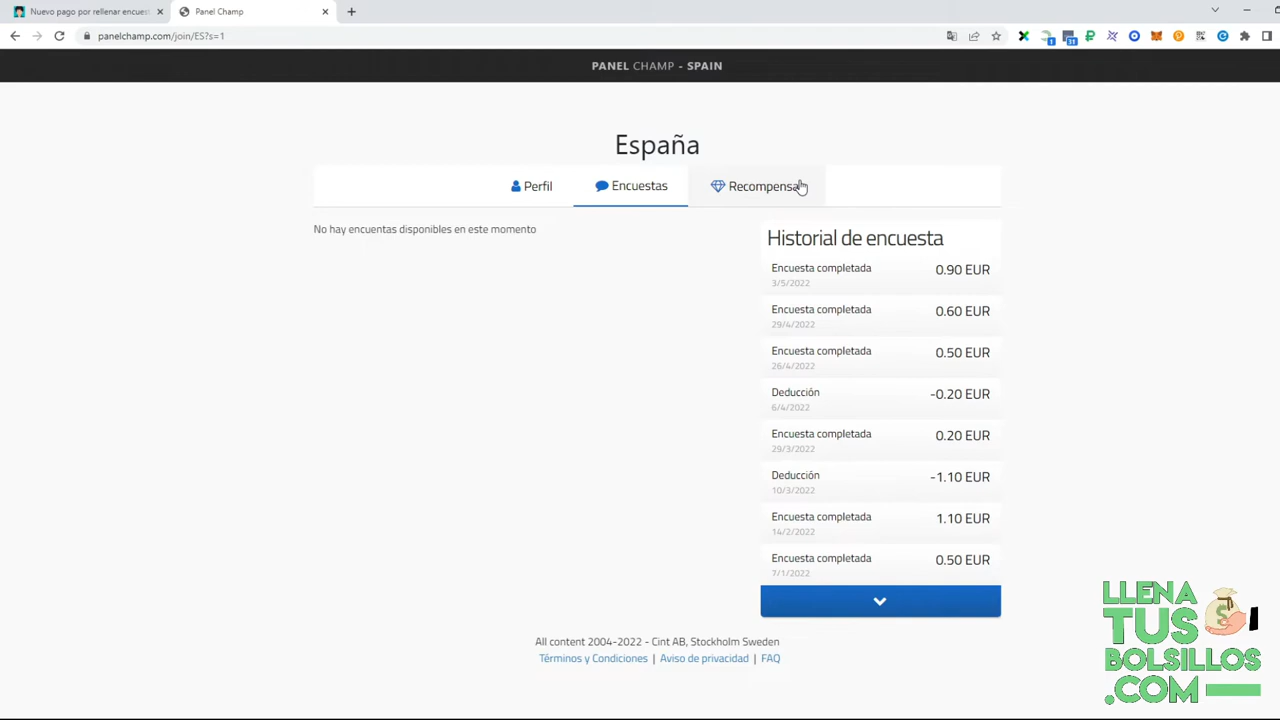 Nuevo pago por rellenar encuest
Panel Champ
panelchamp.com/join/ES?s=1
1
31
PANEL CHAMP - SPAIN
España
Perfil
Encuestas
Recompensa
No hay encuentas disponibles en este momento
Historial de encuesta
Encuesta completada 0.90 EUR
3/5/2022
Encuesta completada 0.60 EUR
29/4/2022
Encuesta completada 0.50 EUR
26/4/2022
Deducción -0.20 EUR
6/4/2022
Encuesta completada 0.20 EUR
29/3/2022
Deducción -1.10 EUR
10/3/2022
Encuesta completada 1.10 EUR
14/2/2022
Encuesta completada 0.50 EUR
7/1/2022
All content 2004-2022 - Cint AB, Stockholm Sweden
Términos y Condiciones | Aviso de privacidad | FAQ
LLENA
TUS
BOLSILLOS
.COM